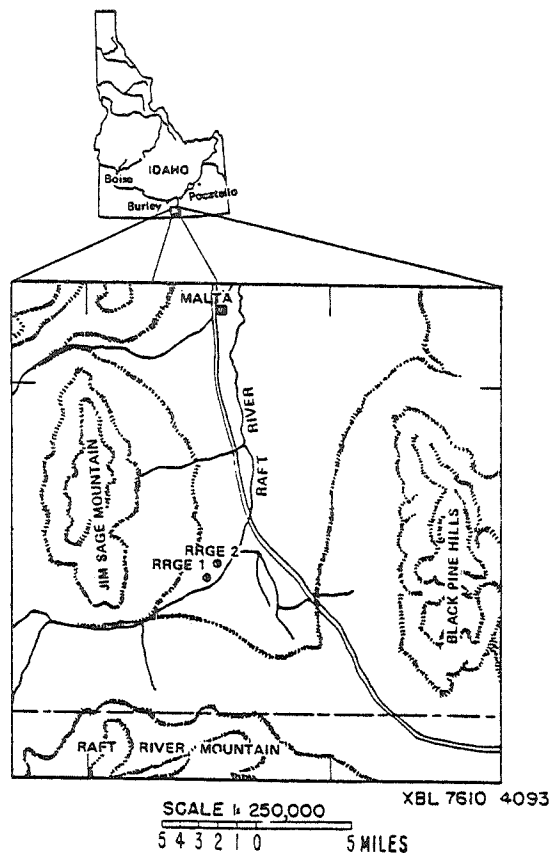 IDAHO
Boise
Pocatello
Burley
MALTA
RIVER
RAFT
JIM SAGE MOUNTAIN
RRGE 2
RRGE 1
BLACK PINE HILLS
RAFT RIVER MOUNTAIN
XBL 7610 4093
SCALE 1: 250,000
5 4 3 2 1 0 5 MILES